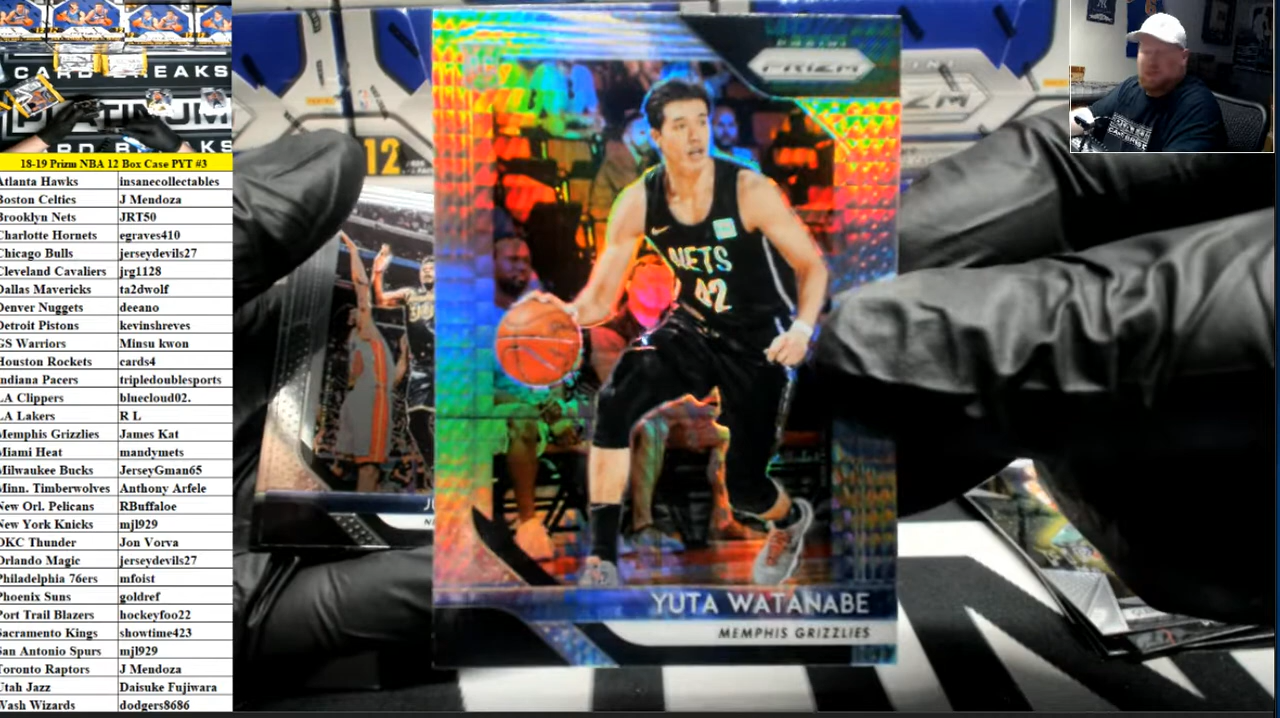 CARD BREAKS
PLATINUM
CARD BREAKS
18-19 Prizm NBA 12 Box Case PYT #3
Atlanta Hawks insanecollectables
Boston Celtics J Mendoza
Brooklyn Nets JRT50
Charlotte Hornets egraves410
Chicago Bulls jerseydevils27
Cleveland Cavaliers jrg1128
Dallas Mavericks ta2dwolf
Denver Nuggets deeano
Detroit Pistons kevinshreves
GS Warriors Minsu kwon
Houston Rockets cards4
Indiana Pacers tripledoublesports
LA Clippers bluecloud02.
LA Lakers R L
Memphis Grizzlies James Kat
Miami Heat mandymets
Milwaukee Bucks JerseyGman65
Minn. Timberwolves Anthony Arfele
New Orl. Pelicans RBuffaloe
New York Knicks mjl929
OKC Thunder Jon Vorva
Orlando Magic jerseydevils27
Philadelphia 76ers mfoist
Phoenix Suns goldref
Port Trail Blazers hockeyfoo22
Sacramento Kings showtime423
San Antonio Spurs mjl929
Toronto Raptors J Mendoza
Utah Jazz Daisuke Fujiwara
Wash Wizards dodgers8686
12
PANINI
PRIZM
NETS
42
YUTA WATANABE
MEMPHIS GRIZZLIES